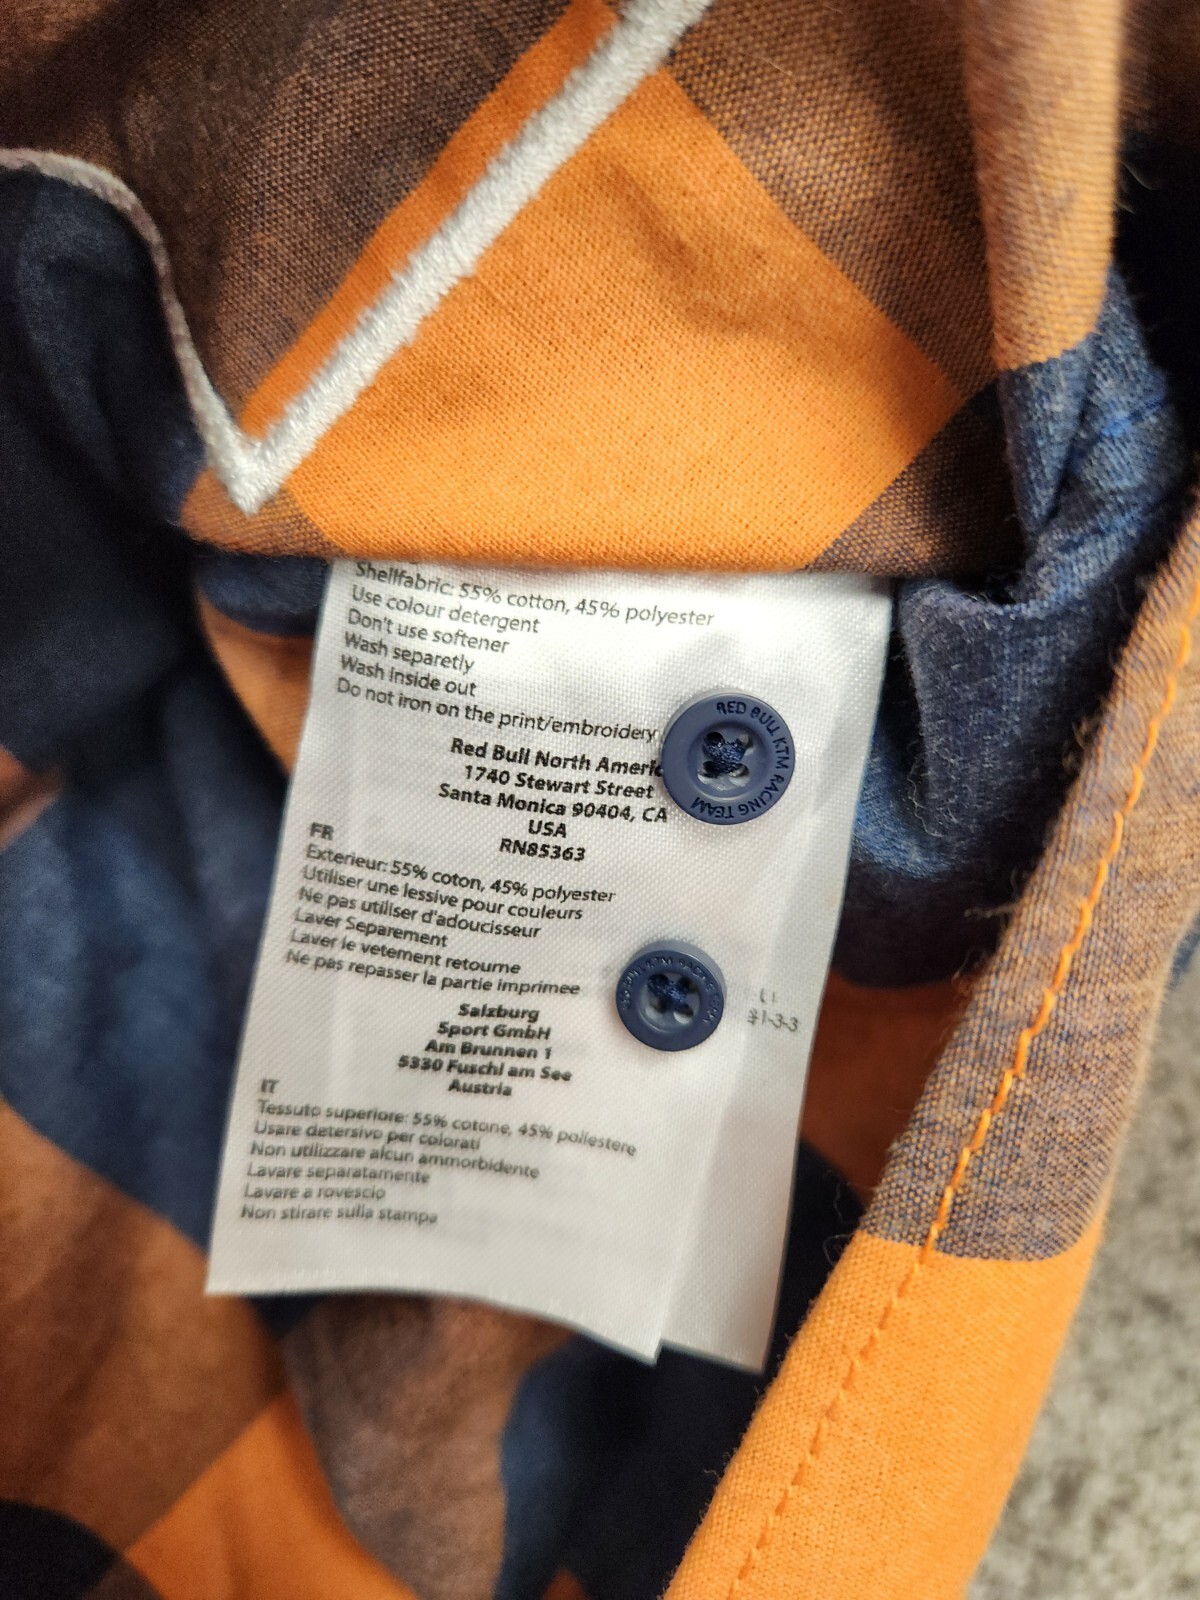 Shellfabric: 55% cotton, 45% polyester
Use colour detergent
Don't use softener
Wash separetly
Wash inside out
Do not iron on the print/embroidery
Red Bull North Americ
1740 Stewart Street
Santa Monica 90404, CA
USA
RN85363
RED BULL KTM RACING TEAM
FR
Exterieur: 55% coton, 45% polyester
Utiliser une lessive pour couleurs
Ne pas utiliser d'adoucisseur
Laver Separement
Laver le vetement retourne
Ne pas repasser la partie imprimee
Salzburg
Sport GmbH
Am Brunnen 1
5330 Fuschl am See
Austria
IT
Tessuto superiore: 55% cotone, 45% poliestere
Usare detersivo per colorati
Non utilizzare alcun ammorbidente
Lavare separatamente
Lavare a rovescio
Non stirare sulla stampa